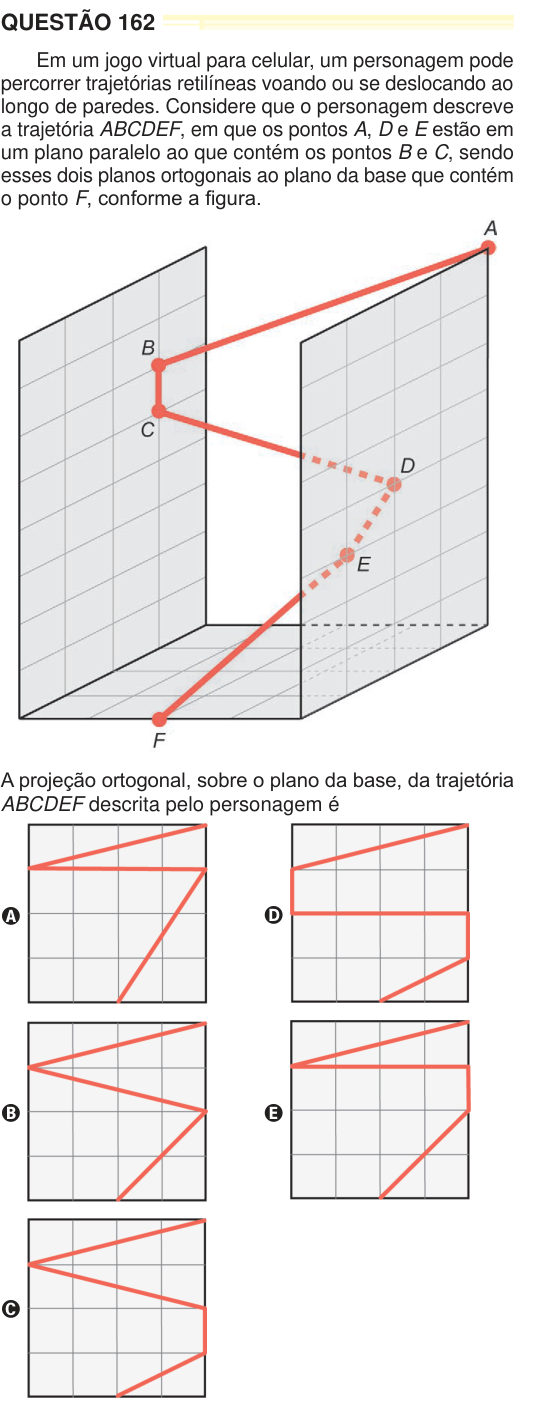 QUESTÃO 162
Em um jogo virtual para celular, um personagem pode
percorrer trajetórias retilíneas voando ou se deslocando ao
longo de paredes. Considere que o personagem descreve
a trajetória ABCDEF, em que os pontos A, D e E estão em
um plano paralelo ao que contém os pontos B e C, sendo
esses dois planos ortogonais ao plano da base que contém
o ponto F, conforme a figura.
A
B
C
D
E
F
A projeção ortogonal, sobre o plano da base, da trajetória
ABCDEF descrita pelo personagem é
A
D
B
E
C